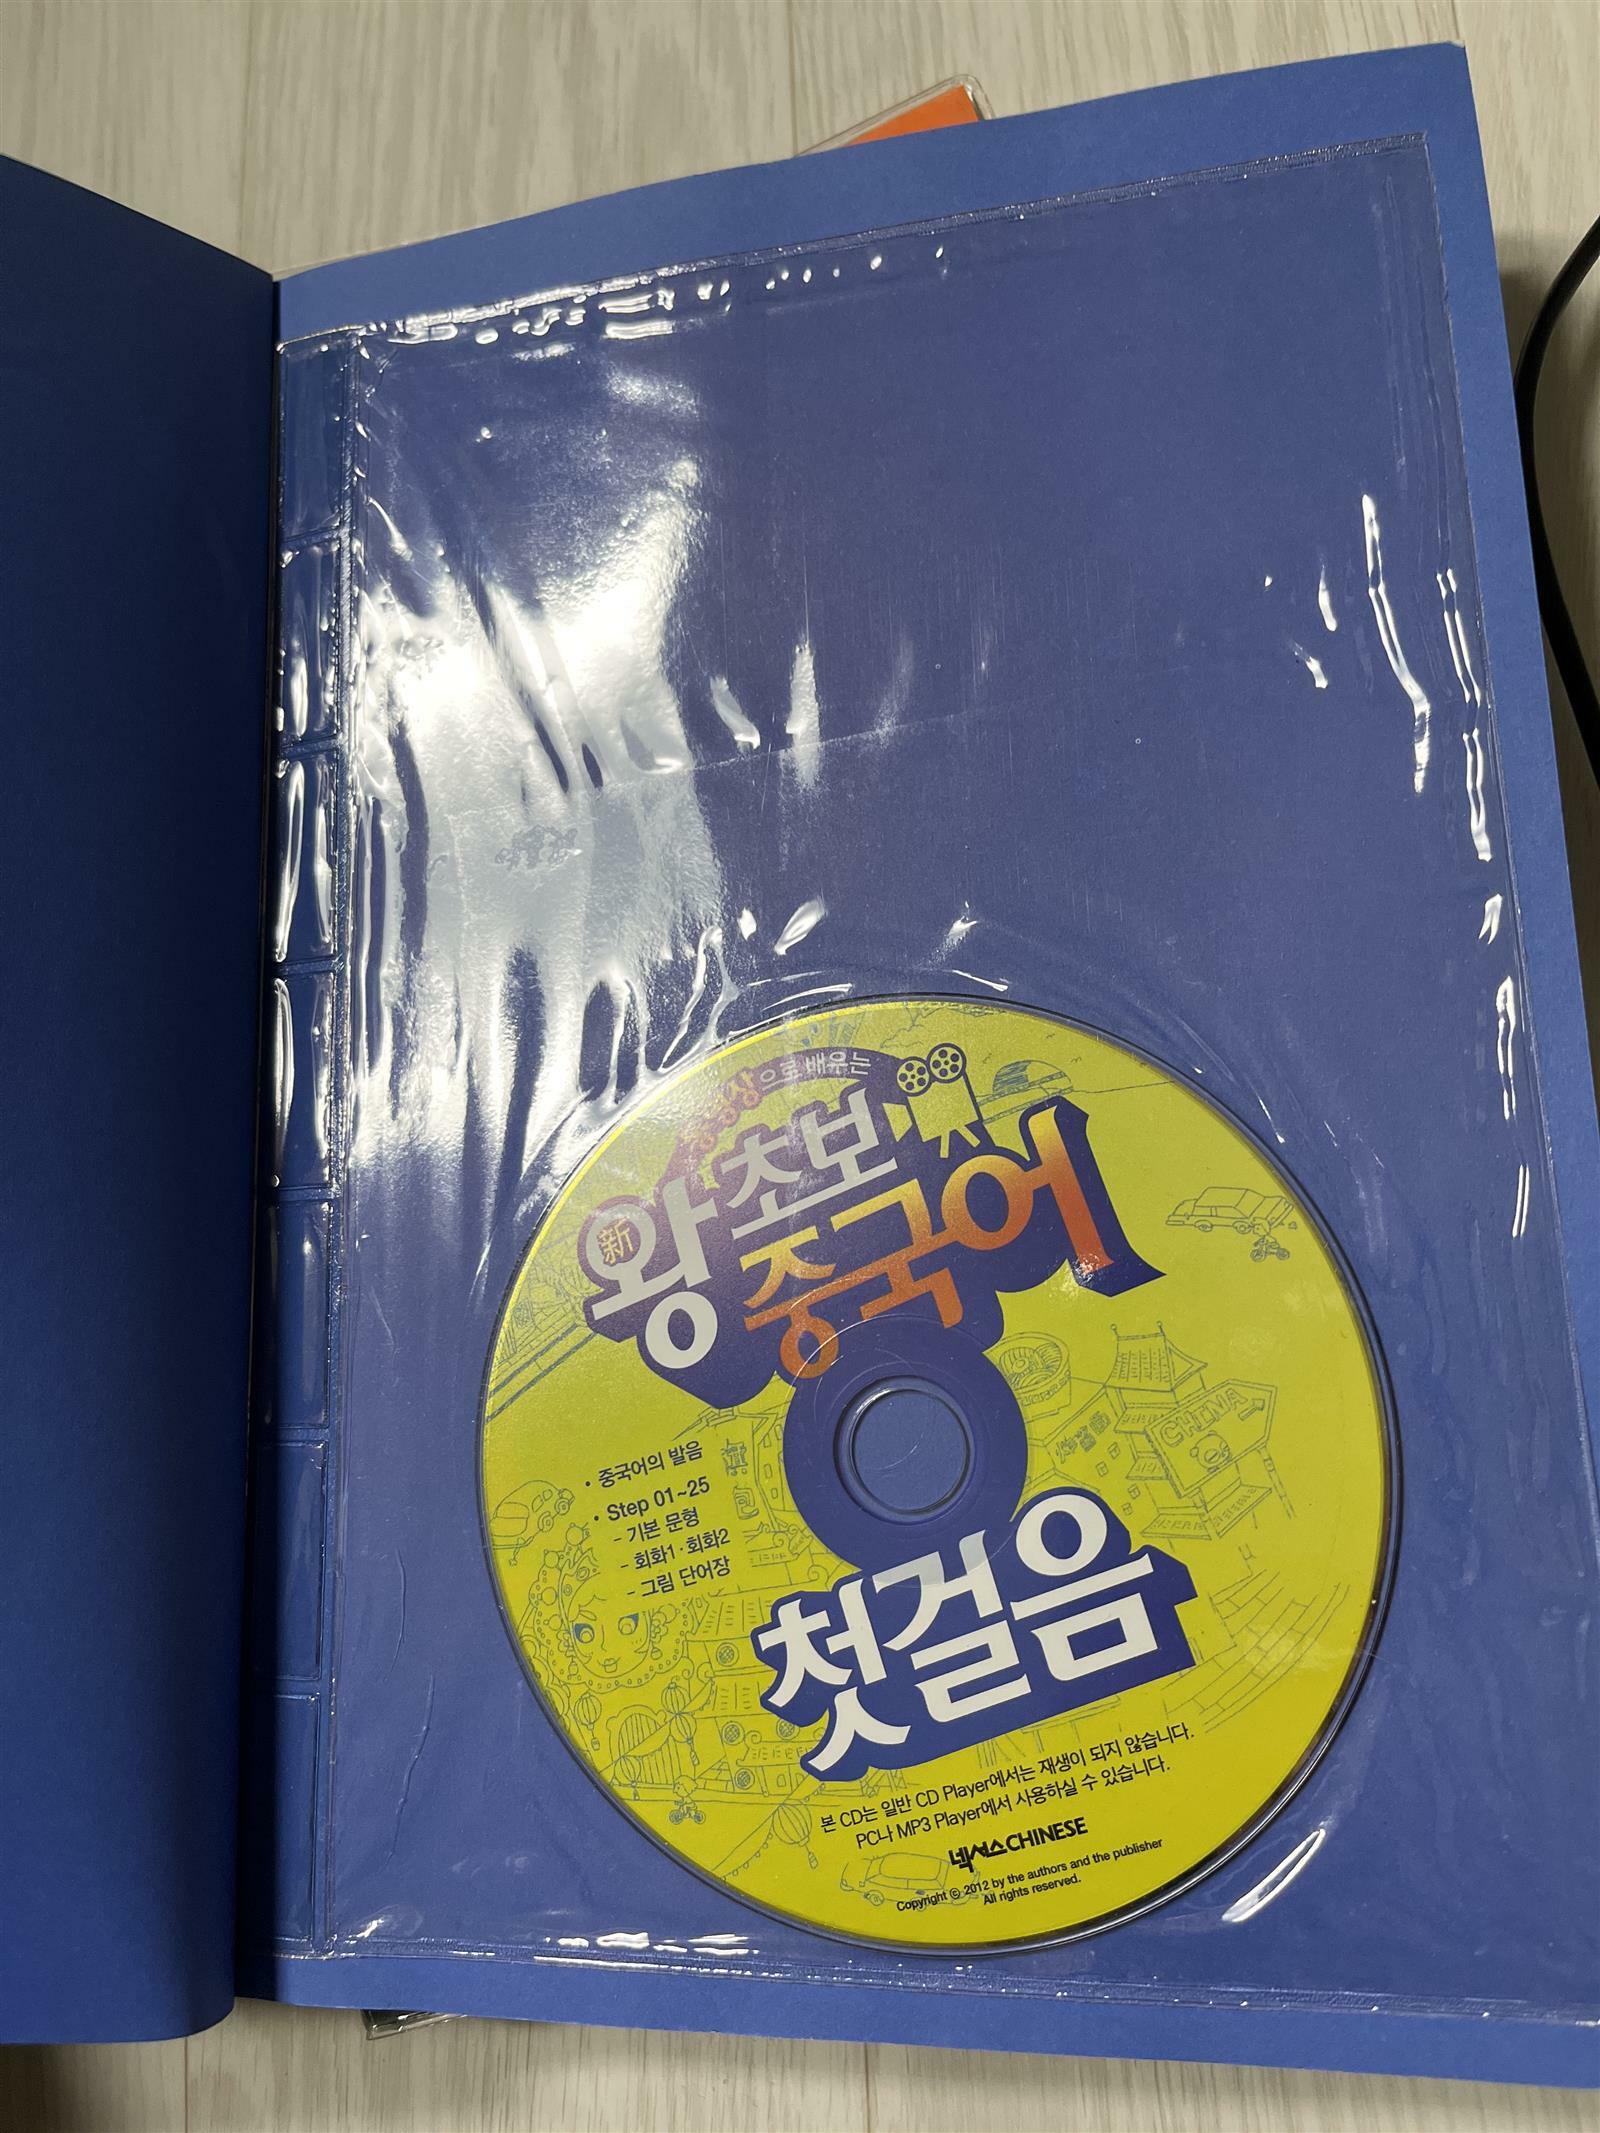 동영상으로 배우는
新
왕초보
중국어
첫걸음
• 중국어의 발음
• Step 01~25
- 기본 문형
- 회화1 · 회화2
- 그림 단어장
CHINA
본 CD는 일반 CD Player에서는 재생이 되지 않습니다.
PC나 MP3 Player에서 사용하실 수 있습니다.
넥서스CHINESE
Copyright © 2012 by the authors and the publisher
All rights reserved.